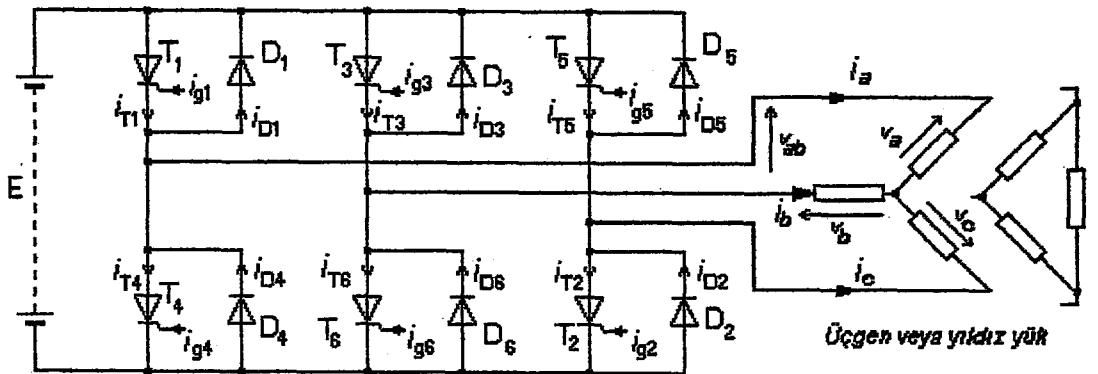 T1 D1 T3 D3 T5 D5
ig1 ig3 ig5
iT1 iD1 iT3 iD3 iT5 iD5
E
ia
va
vab
ib
vb
vc
ic
iT4 iD4 iT6 iD6 iT2 iD2
T4 D4 T6 D6 T2 D2
ig4 ig6 ig2
Üçgen veya yıldız yük